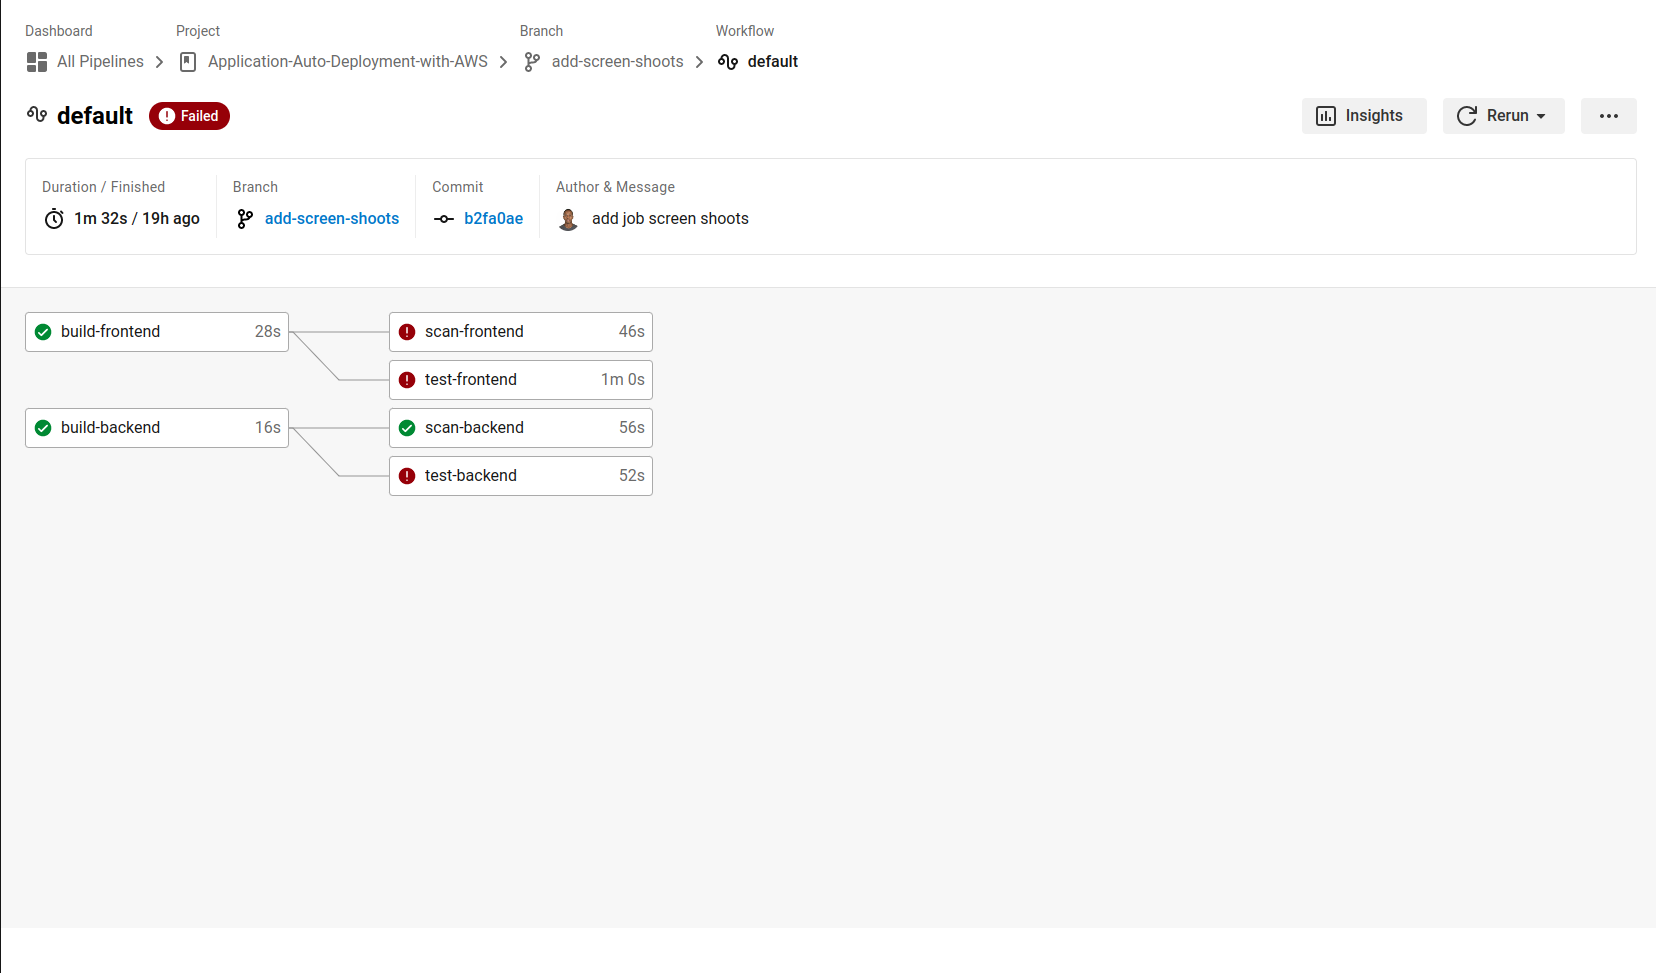 Dashboard Project Branch Workflow
All Pipelines Application-Auto-Deployment-with-AWS add-screen-shoots default
default Failed Insights Rerun
Duration / Finished Branch Commit Author & Message
1m 32s / 19h ago add-screen-shoots b2fa0ae add job screen shoots
build-frontend 28s scan-frontend 46s
test-frontend 1m 0s
build-backend 16s scan-backend 56s
test-backend 52s